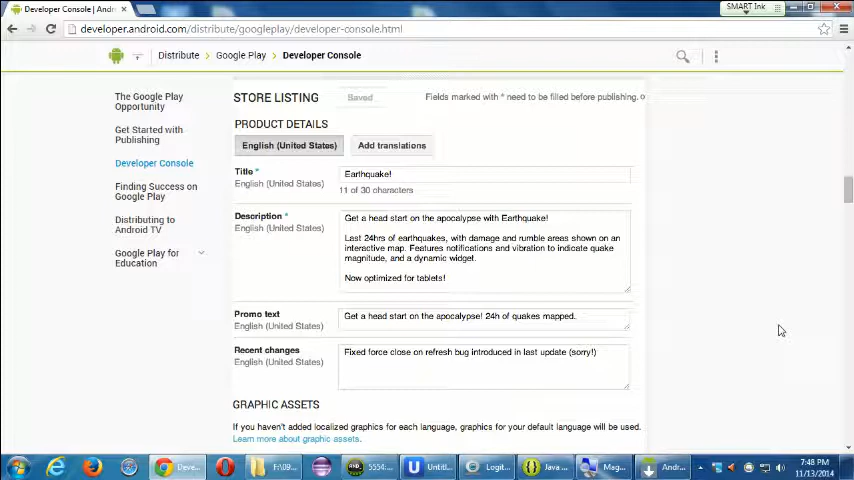 Developer Console | Andr
SMART Ink
developer.android.com/distribute/googleplay/developer-console.html
Distribute > Google Play > Developer Console
The Google Play
Opportunity
Get Started with
Publishing
Developer Console
Finding Success on
Google Play
Distributing to
Android TV
Google Play for
Education
STORE LISTING
Saved
Fields marked with * need to be filled before publishing.
PRODUCT DETAILS
English (United States)
Add translations
Title *
English (United States)
Earthquake!
11 of 30 characters
Description *
English (United States)
Get a head start on the apocalypse with Earthquake!
Last 24hrs of earthquakes, with damage and rumble areas shown on an
interactive map. Features notifications and vibration to indicate quake
magnitude, and a dynamic widget.
Now optimized for tablets!
Promo text
English (United States)
Get a head start on the apocalypse! 24h of quakes mapped.
Recent changes
English (United States)
Fixed force close on refresh bug introduced in last update (sorry!)
GRAPHIC ASSETS
If you haven't added localized graphics for each language, graphics for your default language will be used.
Learn more about graphic assets.
Deve...
F:\09...
5554:...
Untitl...
Logit...
Java ...
Mag...
Andr...
7:48 PM
11/13/2014